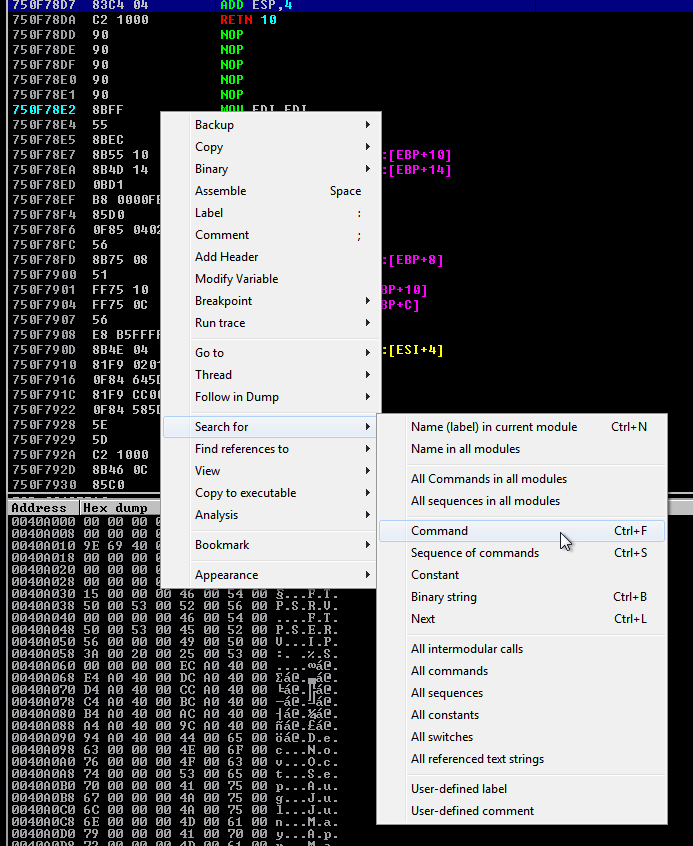 750F78D7 83C4 04 ADD ESP,4
750F78DA C2 1000 RETN 10
750F78DD 90 NOP
750F78DE 90 NOP
750F78DF 90 NOP
750F78E0 90 NOP
750F78E1 90 NOP
750F78E2 8BFF MOV EDI,EDI
750F78E4 55
750F78E5 8BEC
750F78E7 8B55 10 :[EBP+10]
750F78EA 8B4D 14 :[EBP+14]
750F78ED 0BD1
750F78EF B8 0000FE
750F78F4 85D0
750F78F6 0F85 0402
750F78FC 56
750F78FD 8B75 08 :[EBP+8]
750F7900 51
750F7901 FF75 10 BP+10]
750F7904 FF75 0C BP+C]
750F7907 56
750F7908 E8 B5FFFF
750F790D 8B4E 04 :[ESI+4]
750F7910 81F9 0201
750F7916 0F84 645D
750F791C 81F9 CC00
750F7922 0F84 585D
750F7928 5E
750F7929 5D
750F792A C2 1000
750F792D 8B46 0C
750F7930 85C0
Backup
Copy
Binary
Assemble Space
Label :
Comment ;
Add Header
Modify Variable
Breakpoint
Run trace
Go to
Thread
Follow in Dump
Search for
Find references to
View
Copy to executable
Analysis
Bookmark
Appearance
Name (label) in current module Ctrl+N
Name in all modules
All Commands in all modules
All sequences in all modules
Command Ctrl+F
Sequence of commands Ctrl+S
Constant
Binary string Ctrl+B
Next Ctrl+L
All intermodular calls
All commands
All sequences
All constants
All switches
All referenced text strings
User-defined label
User-defined comment
Address Hex dump
0040A000 00 00 00 0
0040A008 00 00 00 0
0040A010 9E 69 40 0
0040A018 00 00 00 0
0040A020 00 00 00 0
0040A028 00 00 00 0
0040A030 15 00 00 00 46 00 54 00 §...F.T.
0040A038 50 00 53 00 52 00 56 00 P.S.R.V.
0040A040 00 00 00 00 46 00 54 00 ....F.T.
0040A048 50 00 53 00 45 00 52 00 P.S.E.R.
0040A050 56 00 00 00 49 00 50 00 V...I.P.
0040A058 3A 00 20 00 25 00 53 00 :. .%.S.
0040A060 00 00 00 00 EC A0 40 00
0040A068 E4 A0 40 00 DC A0 40 00
0040A070 D4 A0 40 00 CC A0 40 00
0040A078 C4 A0 40 00 BC A0 40 00
0040A080 B4 A0 40 00 AC A0 40 00
0040A088 A4 A0 40 00 9C A0 40 00
0040A090 94 A0 40 00 44 00 65 00 öá@.D.e.
0040A098 63 00 00 00 4E 00 6F 00 c...N.o.
0040A0A0 76 00 00 00 4F 00 63 00 v...O.c.
0040A0A8 74 00 00 00 53 00 65 00 t...S.e.
0040A0B0 70 00 00 00 41 00 75 00 p...A.u.
0040A0B8 67 00 00 00 4A 00 75 00 g...J.u.
0040A0C0 6C 00 00 00 4A 00 75 00 l...J.u.
0040A0C8 6E 00 00 00 4D 00 61 00 n...M.a.
0040A0D0 79 00 00 00 41 00 70 00 y...A.p.